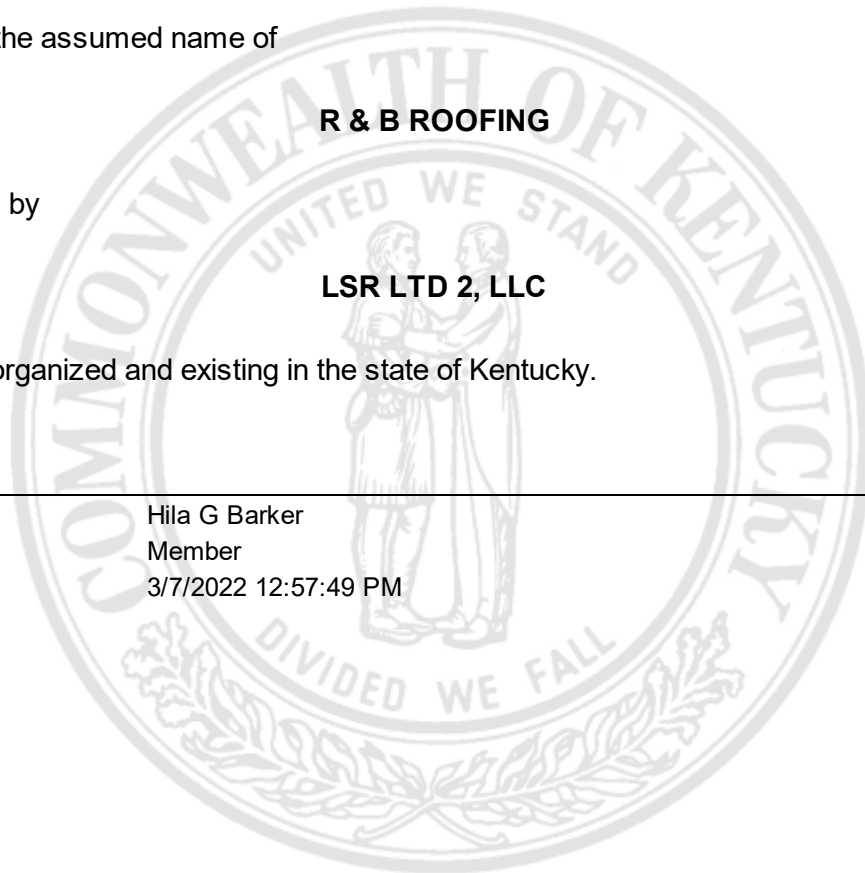 the assumed name of
R & B ROOFING
by
LSR LTD 2, LLC
organized and existing in the state of Kentucky.
Hila G Barker
Member
3/7/2022 12:57:49 PM
COMMONWEALTH OF KENTUCKY
UNITED WE STAND
DIVIDED WE FALL